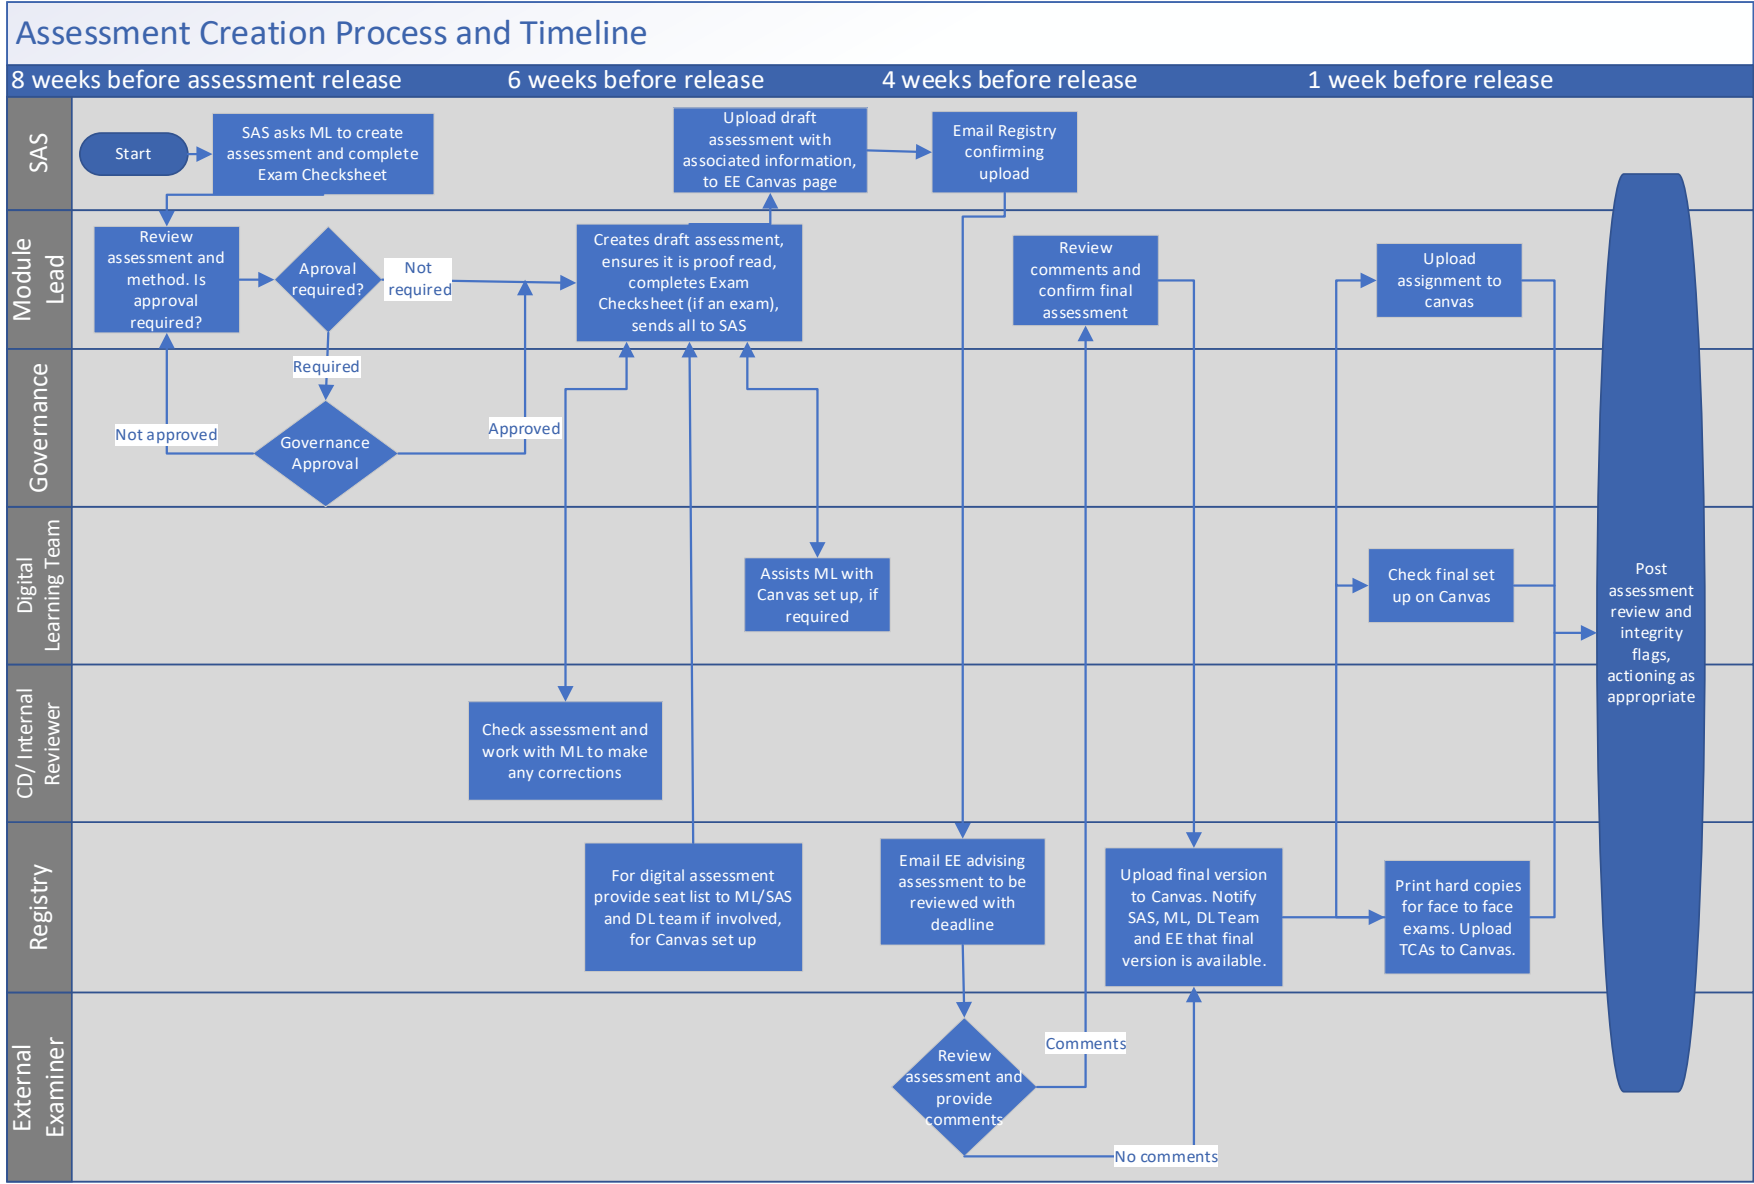 Assessment Creation Process and Timeline
8 weeks before assessment release
6 weeks before release
4 weeks before release
1 week before release
SAS
Start
SAS asks ML to create
assessment and complete
Exam Checksheet
Upload draft
assessment with
associated information,
to EE Canvas page
Email Registry
confirming
upload
Module
Lead
Review
assessment and
method. Is
approval
required?
Aproval
required?
Not
required
Creates draft assessment,
ensures it is proof read,
completes Exam
Checksheet (if an exam),
sends all to SAS
Review
comments and
confirm final
assessment
Upload
assignment to
canvas
Governance
Required
Not approved
Governance
Approval
Approved
Digital
Learning Team
Assists ML with
Canvas set up, if
required
Check final set
up on Canvas
Post
assessment
review and
integrity
flags,
actioning as
appropriate
CD/ Internal
Reviewer
Check assessment and
work with ML to make
any corrections
Registry
For digital assessment
provide seat list to ML/SAS
and DL team if involved,
for Canvas set up
Email EE advising
assessment to be
reviewed with
deadline
Upload final version
to Canvas. Notify
SAS, ML, DL Team
and EE that final
version is available.
Print hard copies
for face to face
exams. Upload
TCAs to Canvas.
External
Examiner
Review
assessment and
provide
comments
Comments
No comments